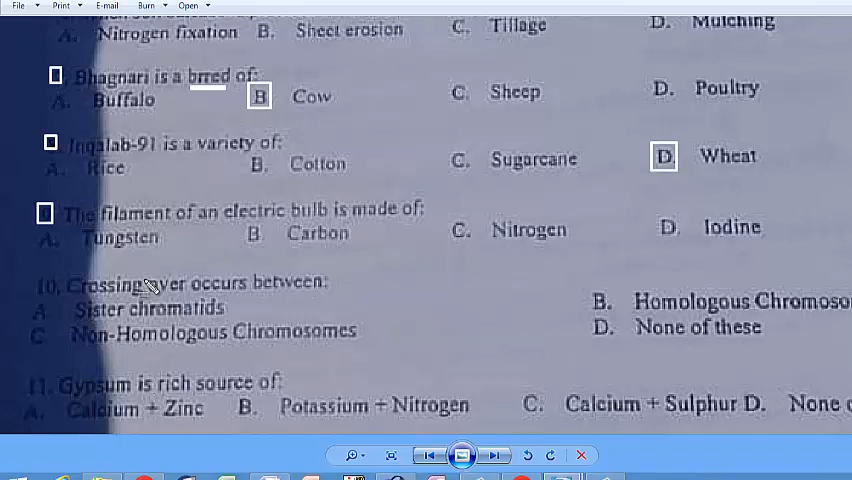 File Print E-mail Burn Open
A. Nitrogen fixation B. Sheet erosion C. Tillage D. Mulching
Bhagnari is a brred of:
A. Buffalo B Cow C. Sheep D. Poultry
Inqalab-91 is a variety of:
A. Rice B. Cotton C. Sugarcane D. Wheat
The filament of an electric bulb is made of:
A. Tungsten B. Carbon C. Nitrogen D. Iodine
10. Crossing over occurs between:
A Sister chromatids B. Homologous Chromoso
C Non-Homologous Chromosomes D. None of these
11. Gypsum is rich source of:
A. Calcium + Zinc B. Potassium + Nitrogen C. Calcium + Sulphur D. None